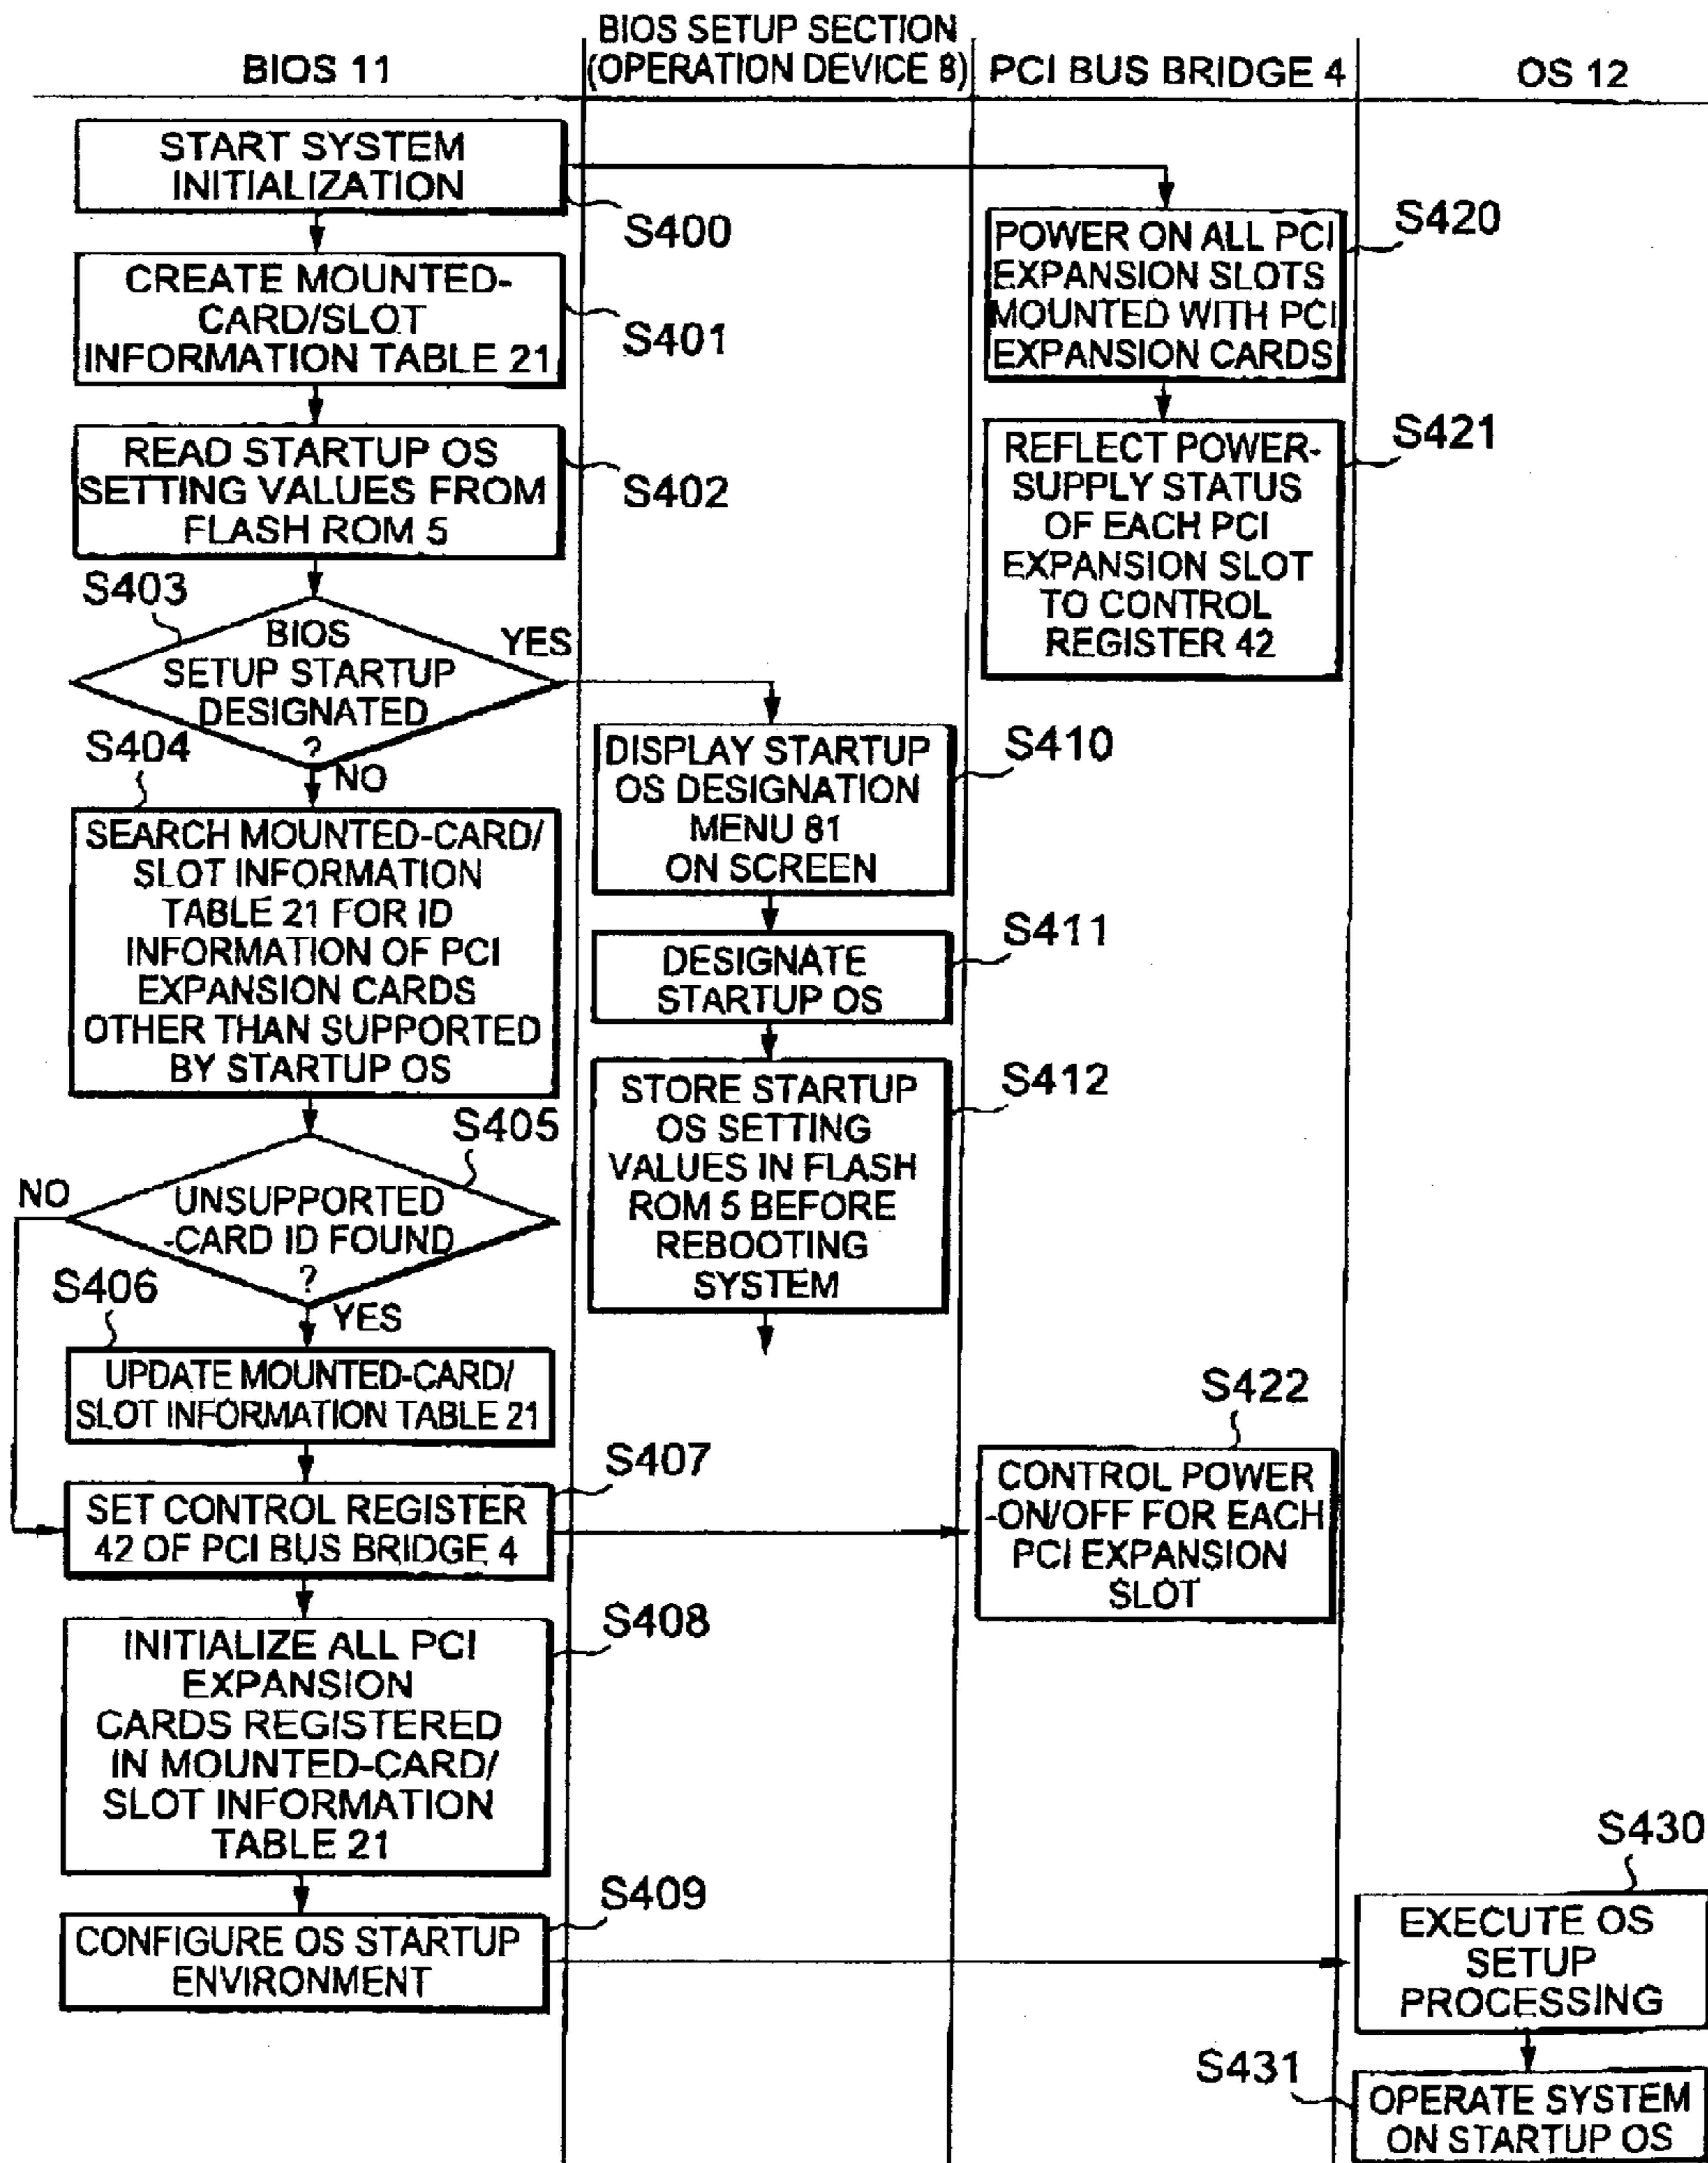 BIOS 11
BIOS SETUP SECTION
(OPERATION DEVICE 8)
PCI BUS BRIDGE 4
OS 12
START SYSTEM
INITIALIZATION
S400
CREATE MOUNTED-
CARD/SLOT
INFORMATION TABLE 21
S401
READ STARTUP OS
SETTING VALUES FROM
FLASH ROM 5
S402
S403
BIOS
SETUP STARTUP
DESIGNATED
?
YES
NO
S404
SEARCH MOUNTED-CARD/
SLOT INFORMATION
TABLE 21 FOR ID
INFORMATION OF PCI
EXPANSION CARDS
OTHER THAN SUPPORTED
BY STARTUP OS
S405
UNSUPPORTED
-CARD ID FOUND
?
NO
YES
S406
UPDATE MOUNTED-CARD/
SLOT INFORMATION TABLE 21
S407
SET CONTROL REGISTER
42 OF PCI BUS BRIDGE 4
S408
INITIALIZE ALL PCI
EXPANSION
CARDS REGISTERED
IN MOUNTED-CARD/
SLOT INFORMATION
TABLE 21
S409
CONFIGURE OS STARTUP
ENVIRONMENT
DISPLAY STARTUP
OS DESIGNATION
MENU 81
ON SCREEN
S410
DESIGNATE
STARTUP OS
S411
STORE STARTUP
OS SETTING
VALUES IN FLASH
ROM 5 BEFORE
REBOOTING
SYSTEM
S412
POWER ON ALL PCI
EXPANSION SLOTS
MOUNTED WITH PCI
EXPANSION CARDS
S420
REFLECT POWER-
SUPPLY STATUS
OF EACH PCI
EXPANSION SLOT
TO CONTROL
REGISTER 42
S421
S422
CONTROL POWER
-ON/OFF FOR EACH
PCI EXPANSION
SLOT
S430
EXECUTE OS
SETUP
PROCESSING
S431
OPERATE SYSTEM
ON STARTUP OS